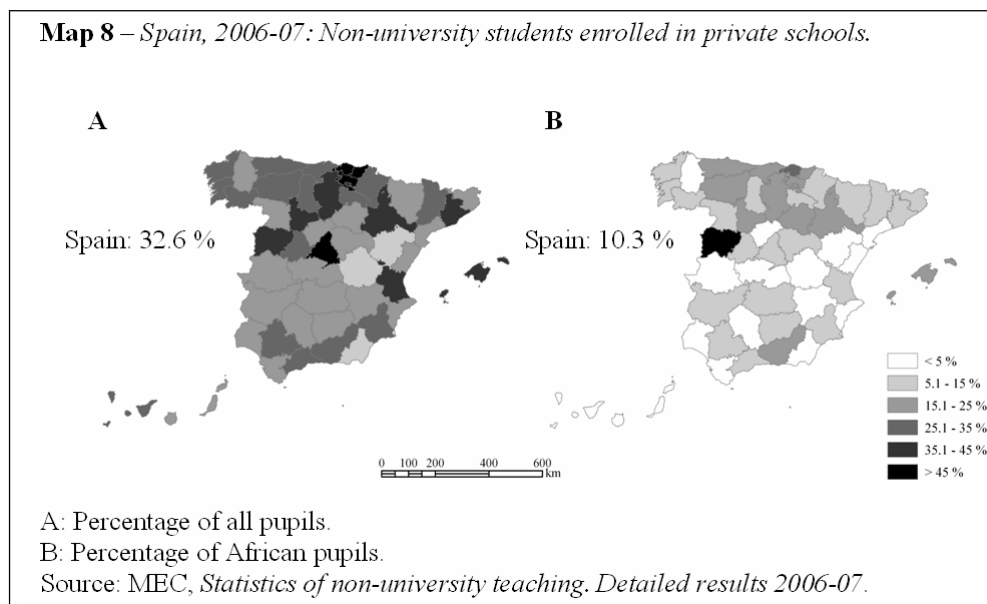 Map 8 – Spain, 2006-07: Non-university students enrolled in private schools.
A
B
Spain: 32.6 %
Spain: 10.3 %
< 5 %
5.1 - 15 %
15.1 - 25 %
25.1 - 35 %
35.1 - 45 %
> 45 %
0 100 200 400 600
km
A: Percentage of all pupils.
B: Percentage of African pupils.
Source: MEC, Statistics of non-university teaching. Detailed results 2006-07.